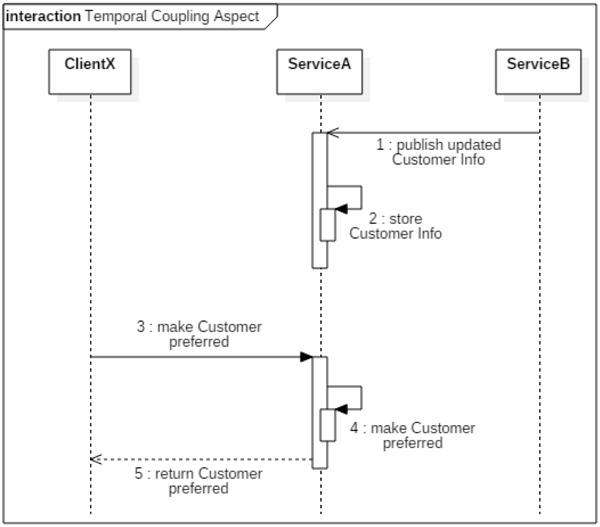 interaction Temporal Coupling Aspect
ClientX
ServiceA
ServiceB
1 : publish updated
Customer Info
2 : store
Customer Info
3 : make Customer
preferred
4 : make Customer
preferred
5 : return Customer
preferred